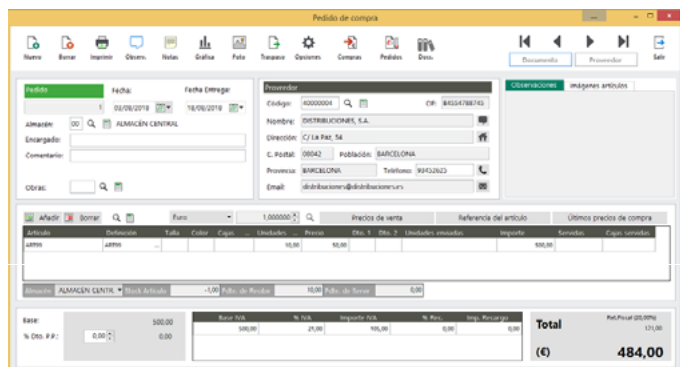 Pedido de compra
Nuevo Borrar Imprimir Observ. Notas Grafica Foto Traspaso Opciones Compras Pedidos Docs. Documento Proveedor Salir
Pedido Fecha: Fecha Entrega:
1 03/08/2018 18/08/2018
Almacén: 00 ALMACÉN CENTRAL
Encargado:
Comentario:
Obras:
Proveedor
Código: 40000004 CIF: B4554788745
Nombre: DISTRIBUCIONES, S.A.
Dirección: C/ La Paz, 54
C. Postal: 08042 Población: BARCELONA
Provincia: BARCELONA Teléfono: 93452625
Email: distribuciones@distribuciones.es
Observaciones Imágenes artículos
Añadir Borrar Euro 1,000000 Precios de venta Referencia del artículo Últimos precios de compra
Artículo Definición Talla Color Cajas ... Unidades ... Precio Dto. 1 Dto. 2 Unidades enviadas Importe Servidas Cajas servidas
ART99 ART99 ... 10,00 50,00 500,00
Almacén ALMACÉN CENTR. Stock Artículo -1,00 Pdte. de Recibir 10,00 Pdte. de Servir 0,00
Base: 500,00
% Dto. P.P.: 0,00 0,00
Base IVA % IVA Importe IVA % Rec. Imp. Recargo
500,00 21,00 105,00 0,00 0,00
Total Ret.Fiscal (20,00%)
121,00
(€) 484,00